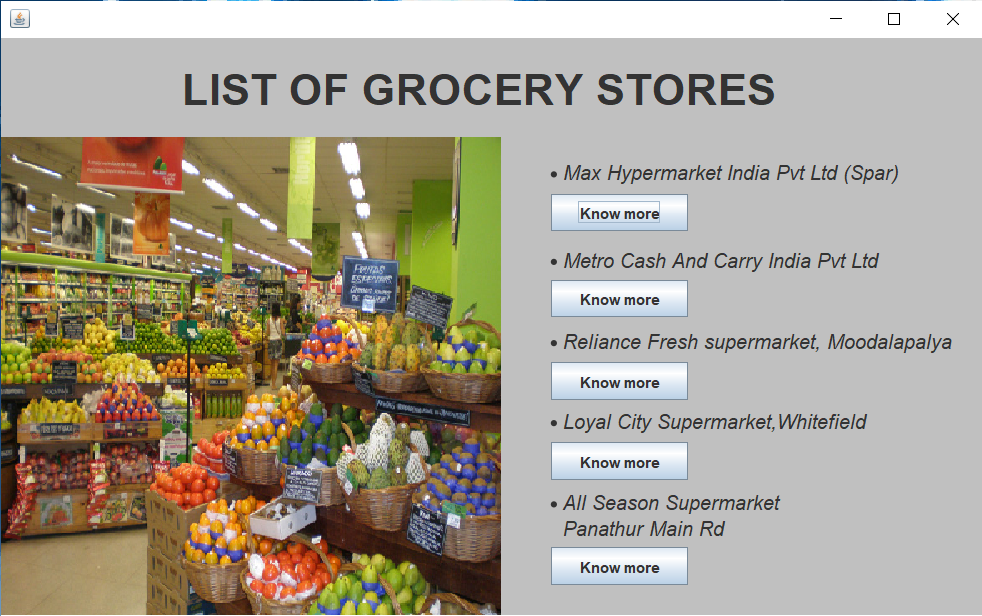 LIST OF GROCERY STORES
• Max Hypermarket India Pvt Ltd (Spar)
Know more
• Metro Cash And Carry India Pvt Ltd
Know more
• Reliance Fresh supermarket, Moodalapalya
Know more
• Loyal City Supermarket,Whitefield
Know more
• All Season Supermarket
Panathur Main Rd
Know more